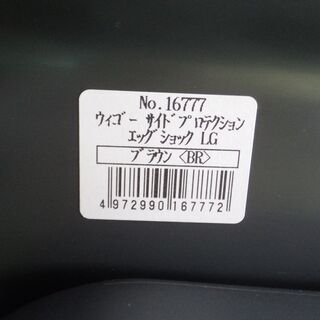 No.16777
ウィゴー サイドプロテクション
エッグショック LG
ブラウン <BR>
4 972990 167772